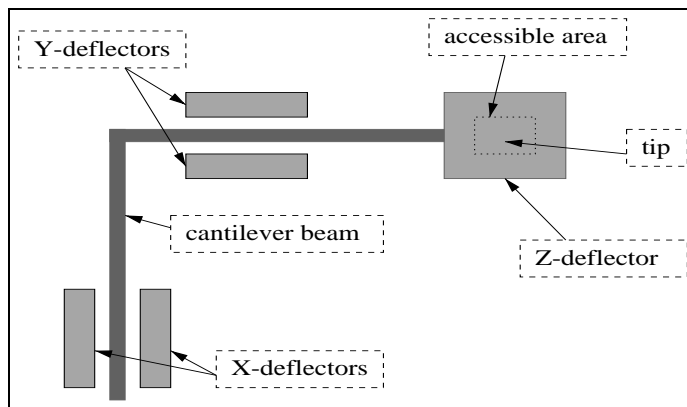 Y-deflectors
accessible area
tip
cantilever beam
Z-deflector
X-deflectors